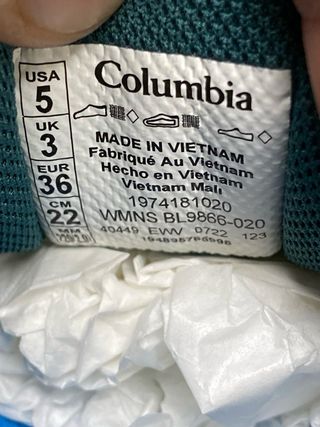 USA
5
UK
3
EUR
36
CM
22
MM
Columbia
MADE IN VIETNAM
Fabriqué Au Vietnam
Hecho en Vietnam
Vietnam Malı
1974181020
WMNS BL9866-020
40449 EWV 0722 123